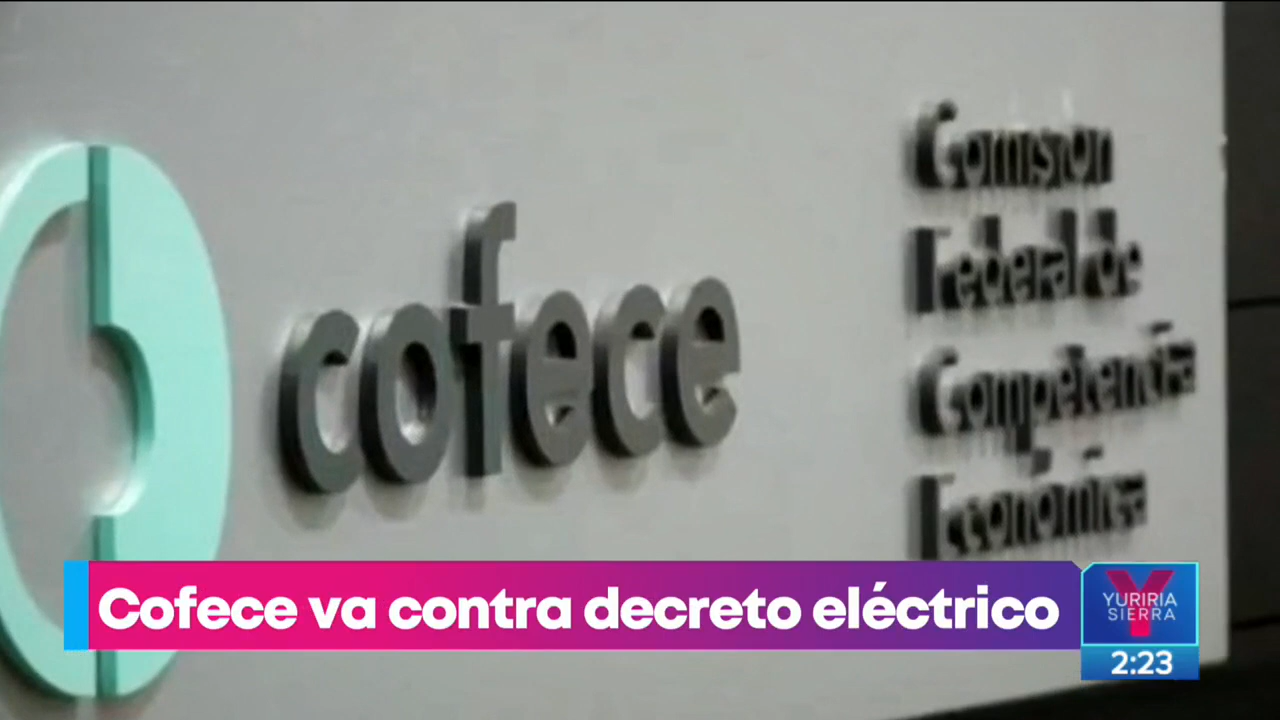 cofece
Comisión
Federal de
Competencia
Económica
Cofece va contra decreto eléctrico
YURIRIA
SIERRA
2:23